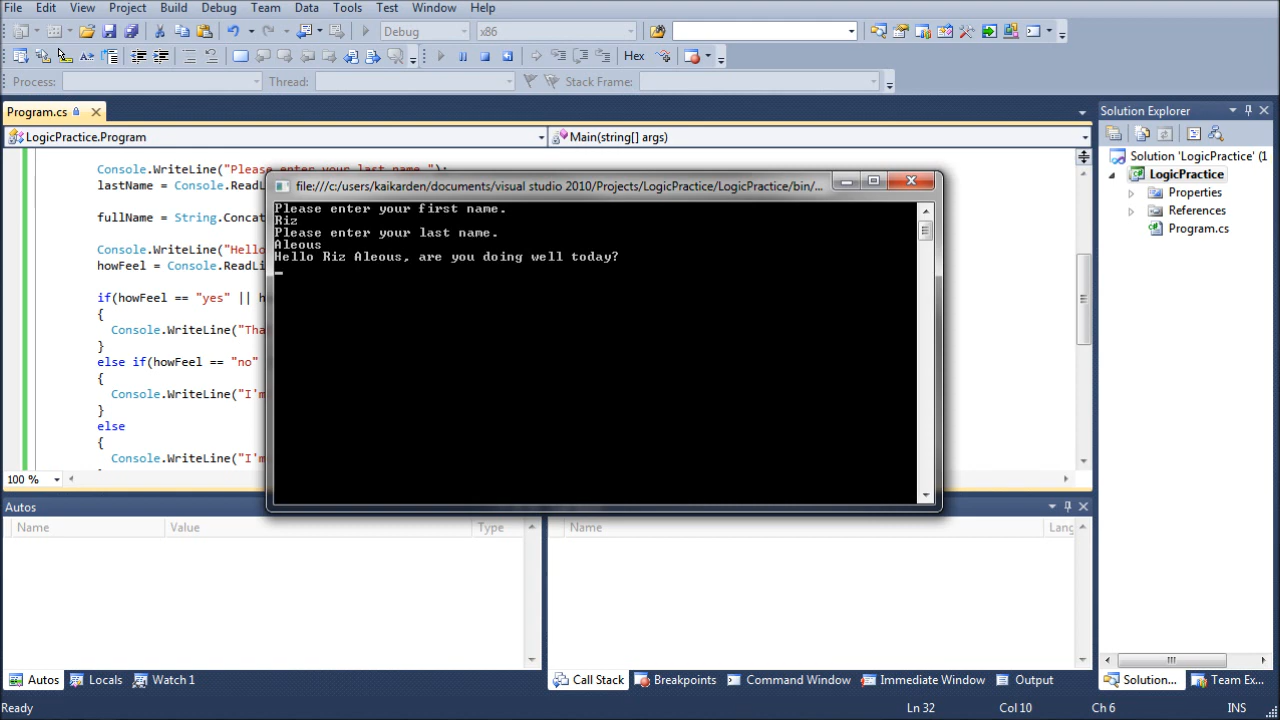 File Edit View Project Build Debug Team Data Tools Test Window Help
Debug x86
Hex
Process: Thread: Stack Frame:
Program.cs
LogicPractice.Program Main(string[] args)
Console.WriteLine("Please enter your last name.");
lastName = Console.ReadL
fullName = String.Concat
Console.WriteLine("Hello
howFeel = Console.ReadLi
if(howFeel == "yes" || h
{
Console.WriteLine("Tha
}
else if(howFeel == "no"
{
Console.WriteLine("I'm
}
else
{
Console.WriteLine("I'm
100 %
file:///c:/users/kaikarden/documents/visual studio 2010/Projects/LogicPractice/LogicPractice/bin/...
Please enter your first name.
Riz
Please enter your last name.
Aleous
Hello Riz Aleous, are you doing well today?
Solution Explorer
Solution 'LogicPractice' (1
LogicPractice
Properties
References
Program.cs
Autos
Name Value Type
Name Lang
Autos Locals Watch 1
Call Stack Breakpoints Command Window Immediate Window Output
Solution... Team Ex...
Ready Ln 32 Col 10 Ch 6 INS